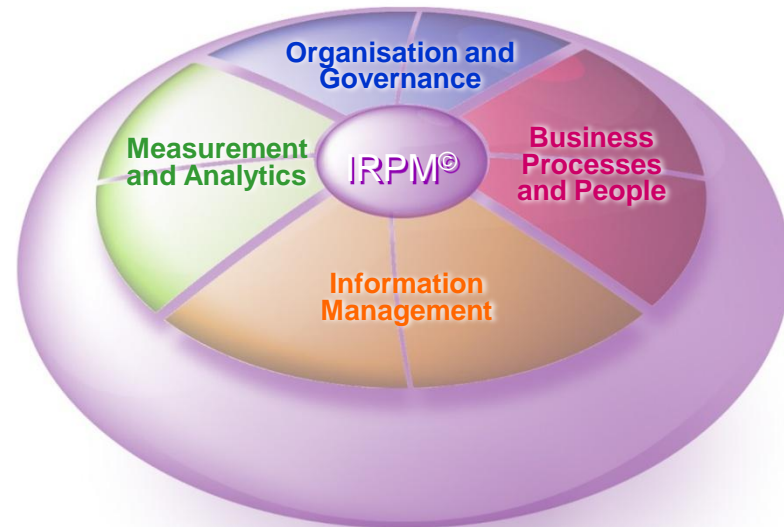 Organisation and
Governance
Measurement
and Analytics
IRPM©
Business
Processes
and People
Information
Management